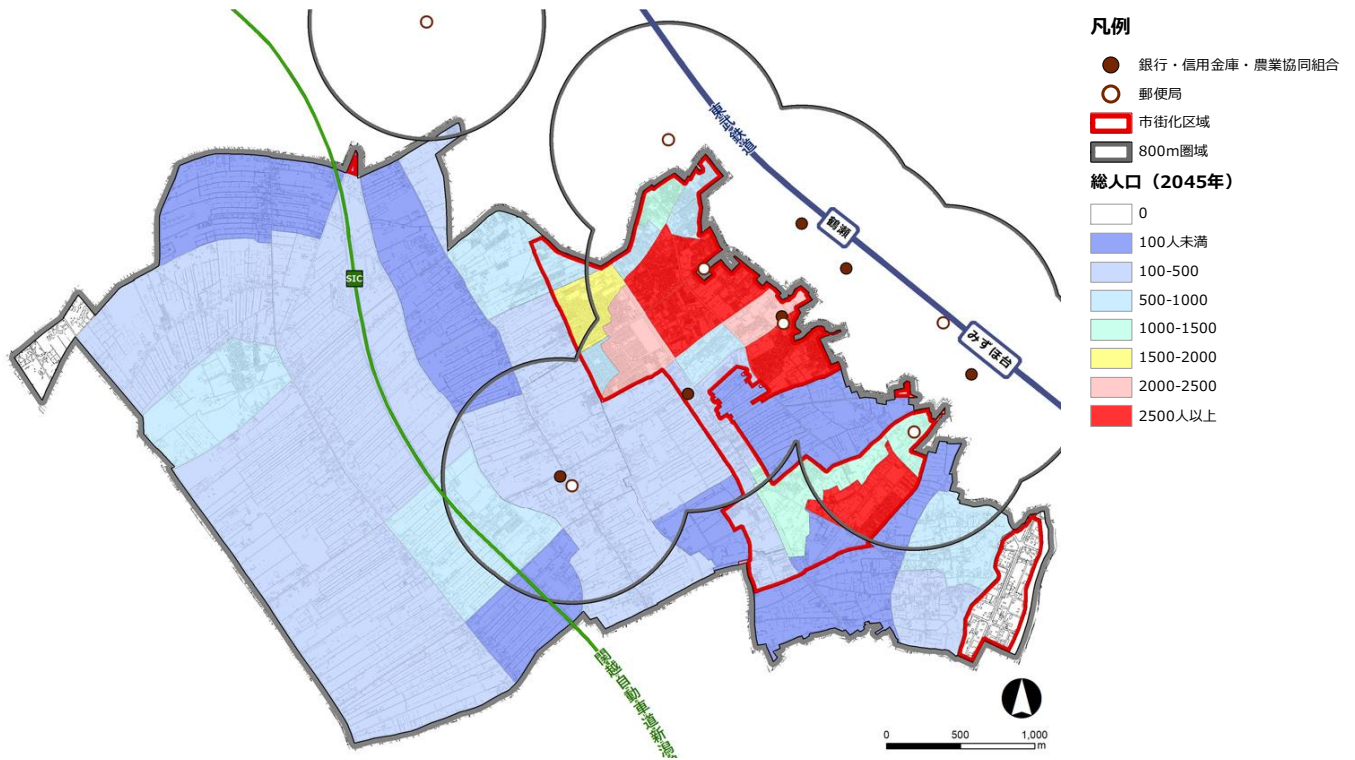 凡例
銀行・信用金庫・農業協同組合
郵便局
市街化区域
800m圏域
総人口（2045年）
0
100人未満
100-500
500-1000
1000-1500
1500-2000
2000-2500
2500人以上
東武鉄道
鶴瀬
みずほ台
SIC
関越自動車道新潟
0 500 1,000
m